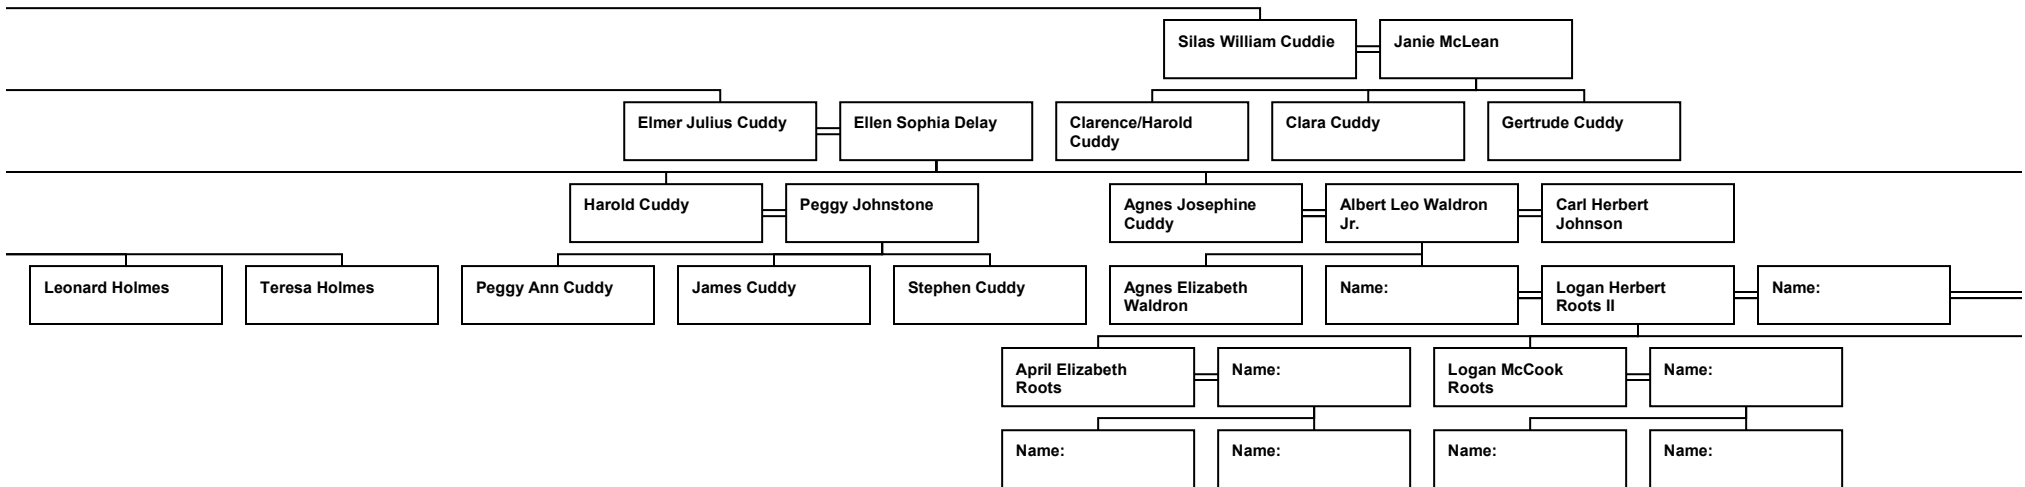 Silas William Cuddie
Janie McLean
Elmer Julius Cuddy
Ellen Sophia Delay
Clarence/Harold
Cuddy
Clara Cuddy
Gertrude Cuddy
Harold Cuddy
Peggy Johnstone
Agnes Josephine
Cuddy
Albert Leo Waldron
Jr.
Carl Herbert
Johnson
Leonard Holmes
Teresa Holmes
Peggy Ann Cuddy
James Cuddy
Stephen Cuddy
Agnes Elizabeth
Waldron
Name:
Logan Herbert
Roots II
Name:
April Elizabeth
Roots
Name:
Logan McCook
Roots
Name:
Name:
Name:
Name:
Name: